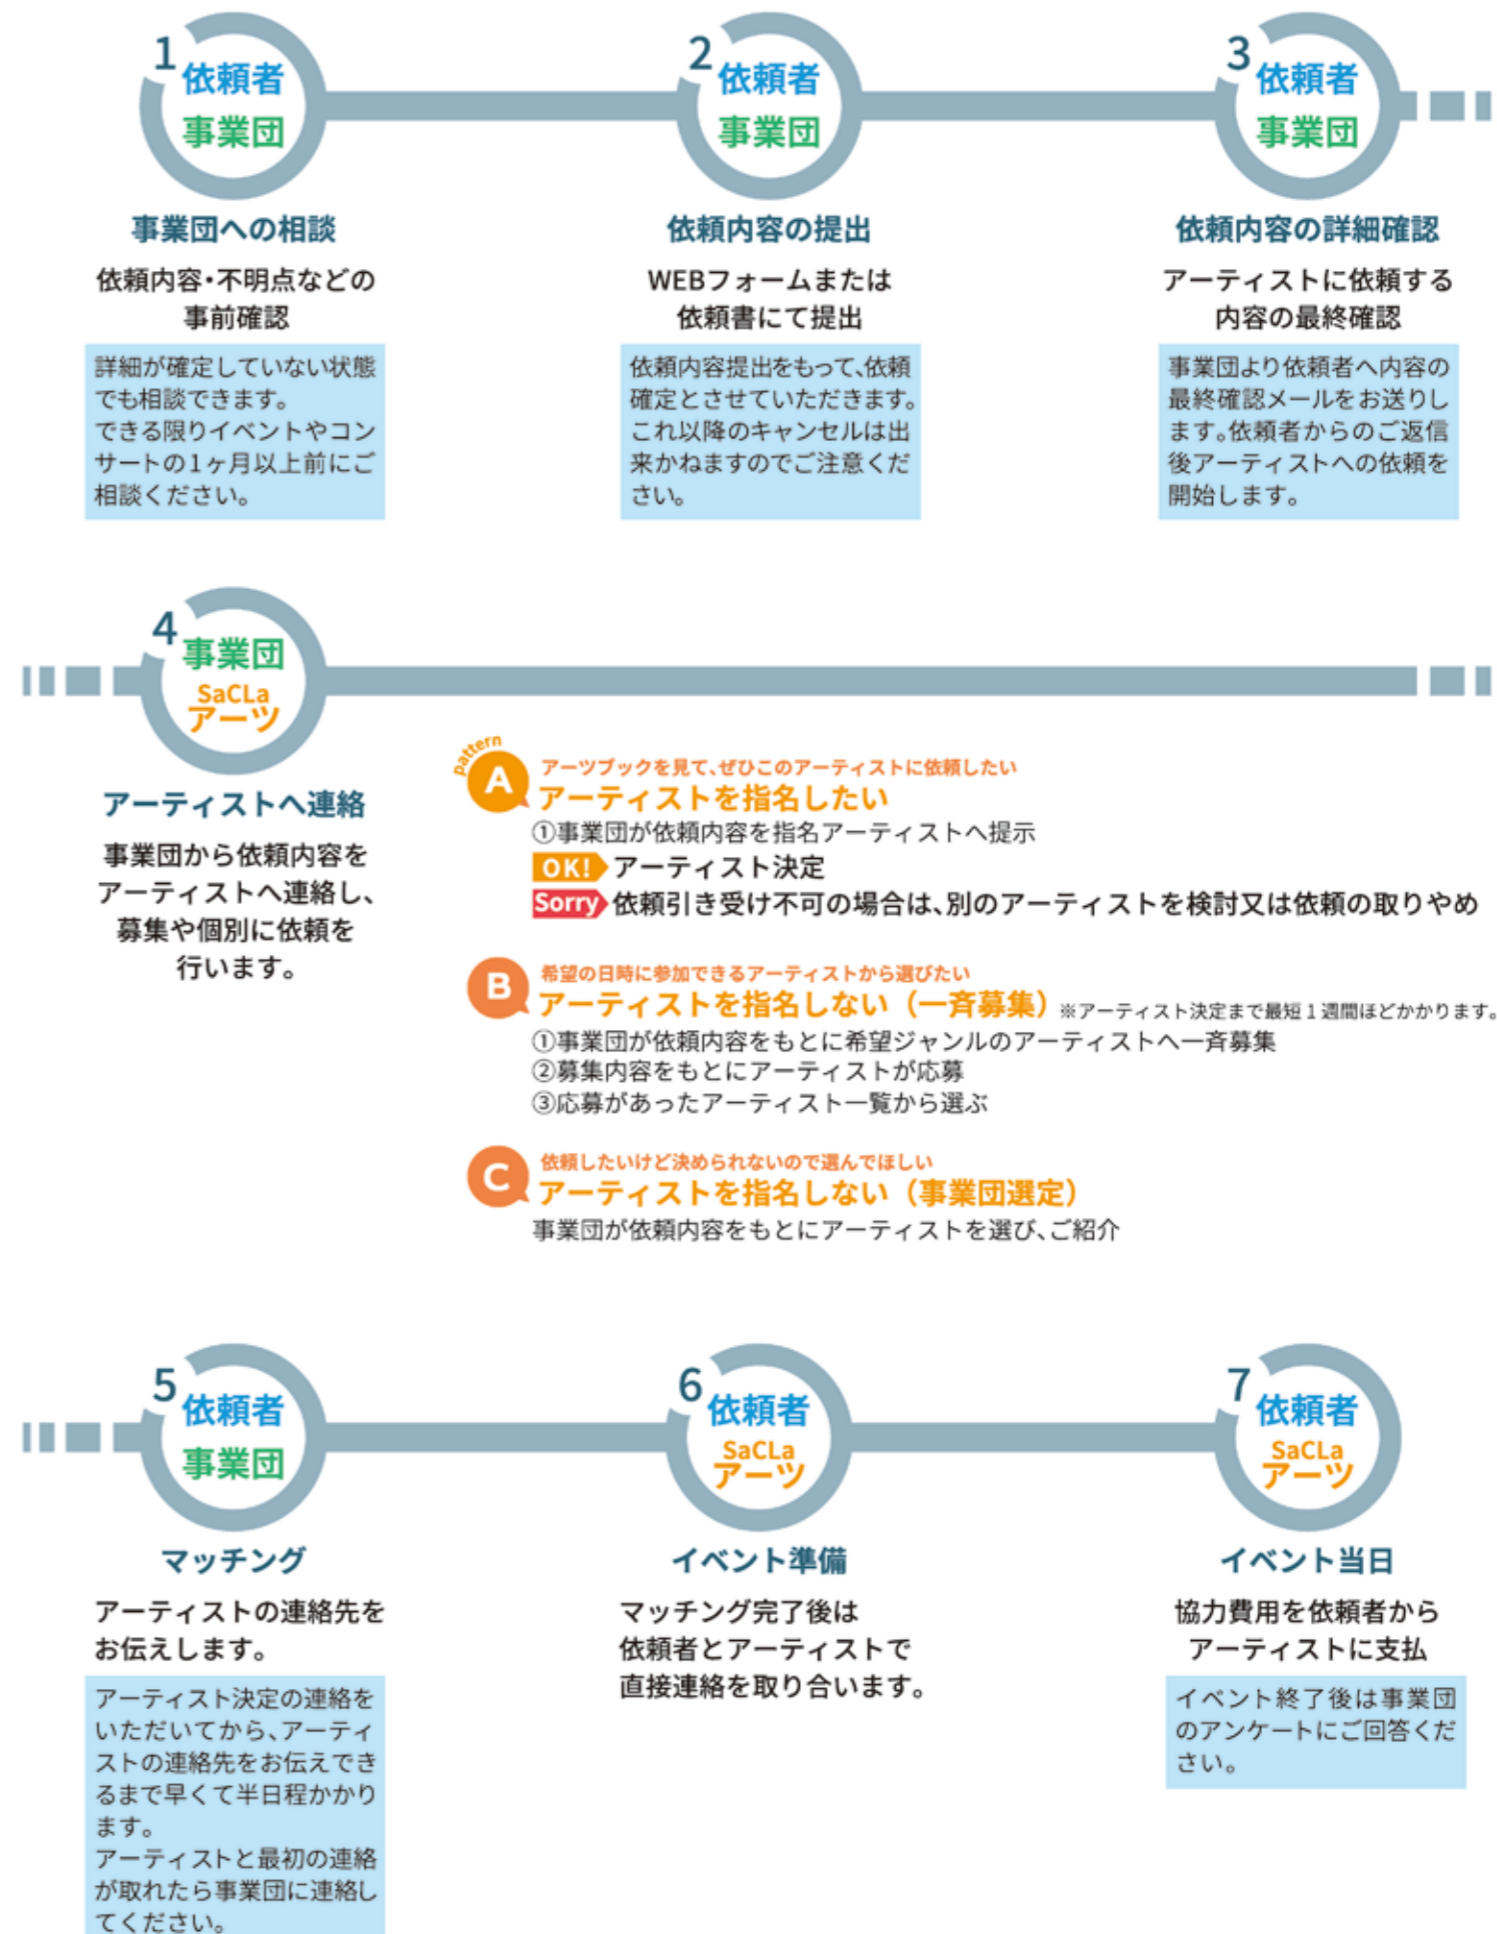 1
依頼者
事業団
事業団への相談
依頼内容・不明点などの
事前確認
詳細が確定していない状態
でも相談できます。
できる限りイベントやコン
サートの1ヶ月以上前にご
相談ください。
2
依頼者
事業団
依頼内容の提出
WEBフォームまたは
依頼書にて提出
依頼内容提出をもって、依頼
確定とさせていただきます。
これ以降のキャンセルは出
来かねますのでご注意くだ
さい。
3
依頼者
事業団
依頼内容の詳細確認
アーティストに依頼する
内容の最終確認
事業団より依頼者へ内容の
最終確認メールをお送りし
ます。依頼者からのご返信
後アーティストへの依頼を
開始します。
4
事業団
SaCLa
アーツ
アーティストへ連絡
事業団から依頼内容を
アーティストへ連絡し、
募集や個別に依頼を
行います。
pattern
A
アーツブックを見て、ぜひこのアーティストに依頼したい
アーティストを指名したい
①事業団が依頼内容を指名アーティストへ提示
OK! アーティスト決定
Sorry 依頼引き受け不可の場合は、別のアーティストを検討又は依頼の取りやめ
B
希望の日時に参加できるアーティストから選びたい
アーティストを指名しない（一斉募集）※アーティスト決定まで最短1週間ほどかかります。
①事業団が依頼内容をもとに希望ジャンルのアーティストへ一斉募集
②募集内容をもとにアーティストが応募
③応募があったアーティスト一覧から選ぶ
C
依頼したいけど決められないので選んでほしい
アーティストを指名しない（事業団選定）
事業団が依頼内容をもとにアーティストを選び、ご紹介
5
依頼者
事業団
マッチング
アーティストの連絡先を
お伝えします。
アーティスト決定の連絡を
いただいてから、アーティ
ストの連絡先をお伝えでき
るまで早くて半日程かかり
ます。
アーティストと最初の連絡
が取れたら事業団に連絡し
てください。
6
依頼者
SaCLa
アーツ
イベント準備
マッチング完了後は
依頼者とアーティストで
直接連絡を取り合います。
7
依頼者
SaCLa
アーツ
イベント当日
協力費用を依頼者から
アーティストに支払
イベント終了後は事業団
のアンケートにご回答くだ
さい。